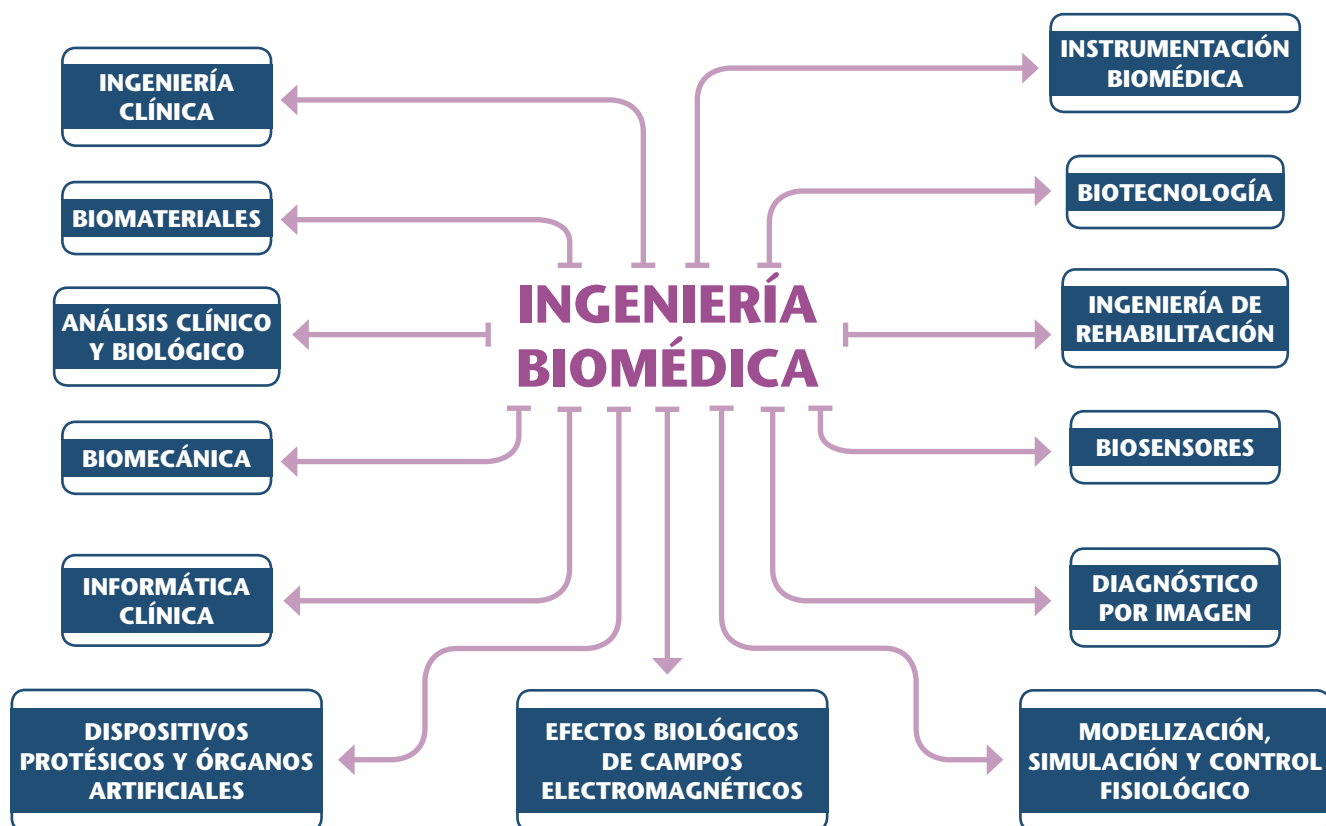 INGENIERÍA
CLÍNICA
BIOMATERIALES
ANÁLISIS CLÍNICO
Y BIOLÓGICO
BIOMECÁNICA
INFORMÁTICA
CLÍNICA
DISPOSITIVOS
PROTÉSICOS Y ÓRGANOS
ARTIFICIALES
INGENIERÍA
BIOMÉDICA
EFECTOS BIOLÓGICOS
DE CAMPOS
ELECTROMAGNÉTICOS
INSTRUMENTACIÓN
BIOMÉDICA
BIOTECNOLOGÍA
INGENIERÍA DE
REHABILITACIÓN
BIOSENSORES
DIAGNÓSTICO
POR IMAGEN
MODELIZACIÓN,
SIMULACIÓN Y CONTROL
FISIOLÓGICO